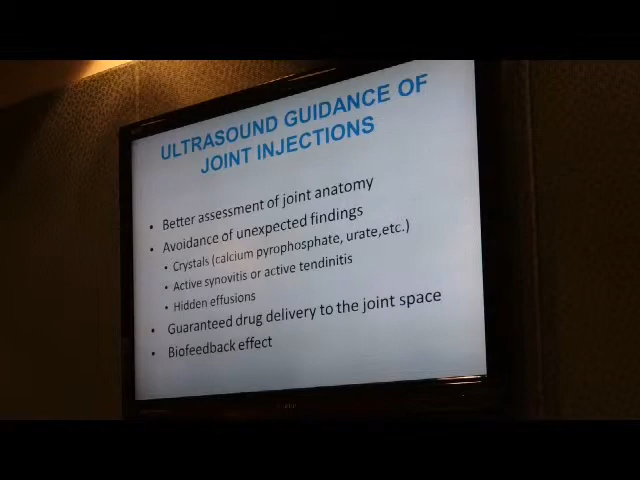 ULTRASOUND GUIDANCE OF
JOINT INJECTIONS
• Better assessment of joint anatomy
• Avoidance of unexpected findings
• Crystals (calcium pyrophosphate, urate,etc.)
• Active synovitis or active tendinitis
• Hidden effusions
• Guaranteed drug delivery to the joint space
• Biofeedback effect